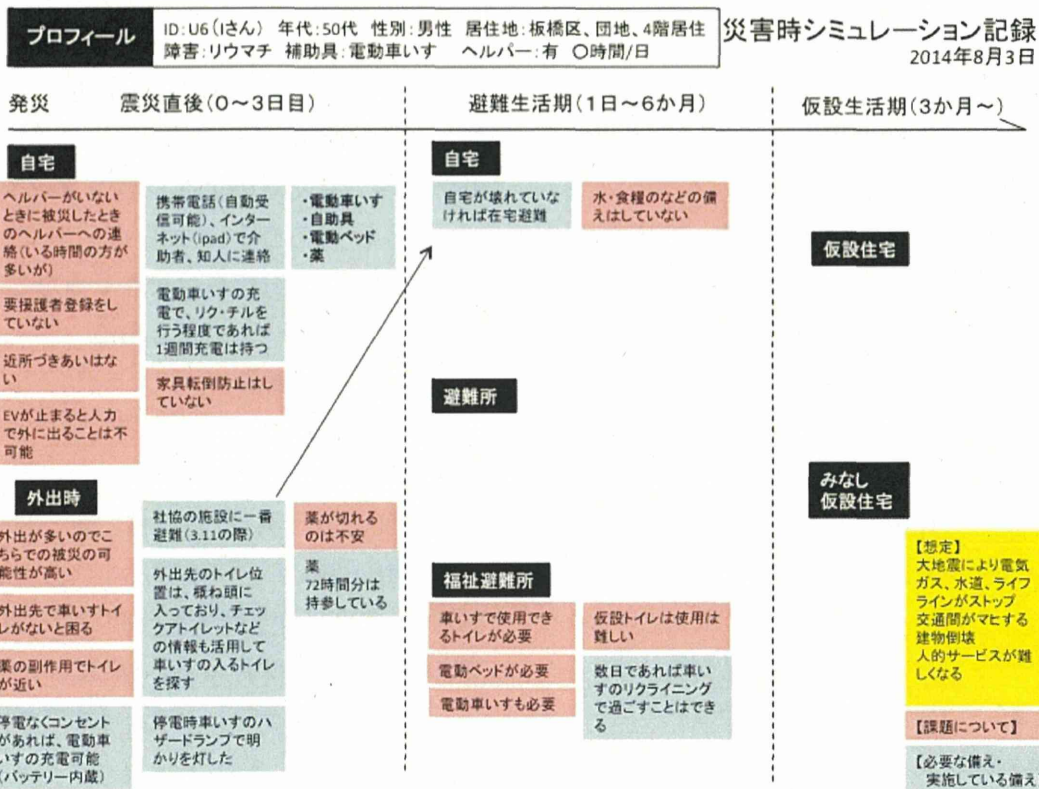 プロフィール
ID:U6(Iさん) 年代:50代 性別:男性 居住地:板橋区、団地、4階居住
障害:リウマチ 補助具:電動車いす ヘルパー:有 〇時間/日
災害時シミュレーション記録
2014年8月3日
発災
震災直後(0~3日目)
避難生活期(1日~6か月)
仮設生活期(3か月~)
自宅
ヘルパーがいない
ときに被災したとき
のヘルパーへの連
絡(いる時間の方が
多いが)
要援護者登録をし
ていない
近所づきあいはな
い
EVが止まると人力
で外に出ることは不
可能
携帯電話(自動受
信可能)、インター
ネット(ipad)で介
助者、知人に連絡
電動車いすの充
電で、リク・チルを
行う程度であれば
1週間充電は持つ
家具転倒防止はし
ていない
・電動車いす
・自助具
・電動ベッド
・薬
外出時
外出が多いのでこ
ちらでの被災の可
能性が高い
外出先で車いすトイ
レがないと困る
薬の副作用でトイレ
が近い
停電なくコンセント
があれば、電動車
いすの充電可能
(バッテリー内蔵)
社協の施設に一番
避難(3.11の際)
外出先のトイレ位
置は、概ね頭に
入っており、チェッ
クアトイレットなど
の情報も活用して
車いすの入るトイレ
を探す
停電時車いすのハ
ザードランプで明
かりを灯した
薬が切れる
のは不安
薬
72時間分は
持参している
自宅
自宅が壊れていな
ければ在宅避難
水・食糧のなどの備
えはしていない
避難所
福祉避難所
車いすで使用でき
るトイレが必要
電動ベッドが必要
電動車いすも必要
仮設トイレは使用は
難しい
数日であれば車い
すのリクライニング
で過ごすことはでき
る
仮設住宅
みなし
仮設住宅
【想定】
大地震により電気
ガス、水道、ライフ
ラインがストップ
交通間がマヒする
建物倒壊
人的サービスが難
しくなる
【課題について】
【必要な備え・
実施している備え